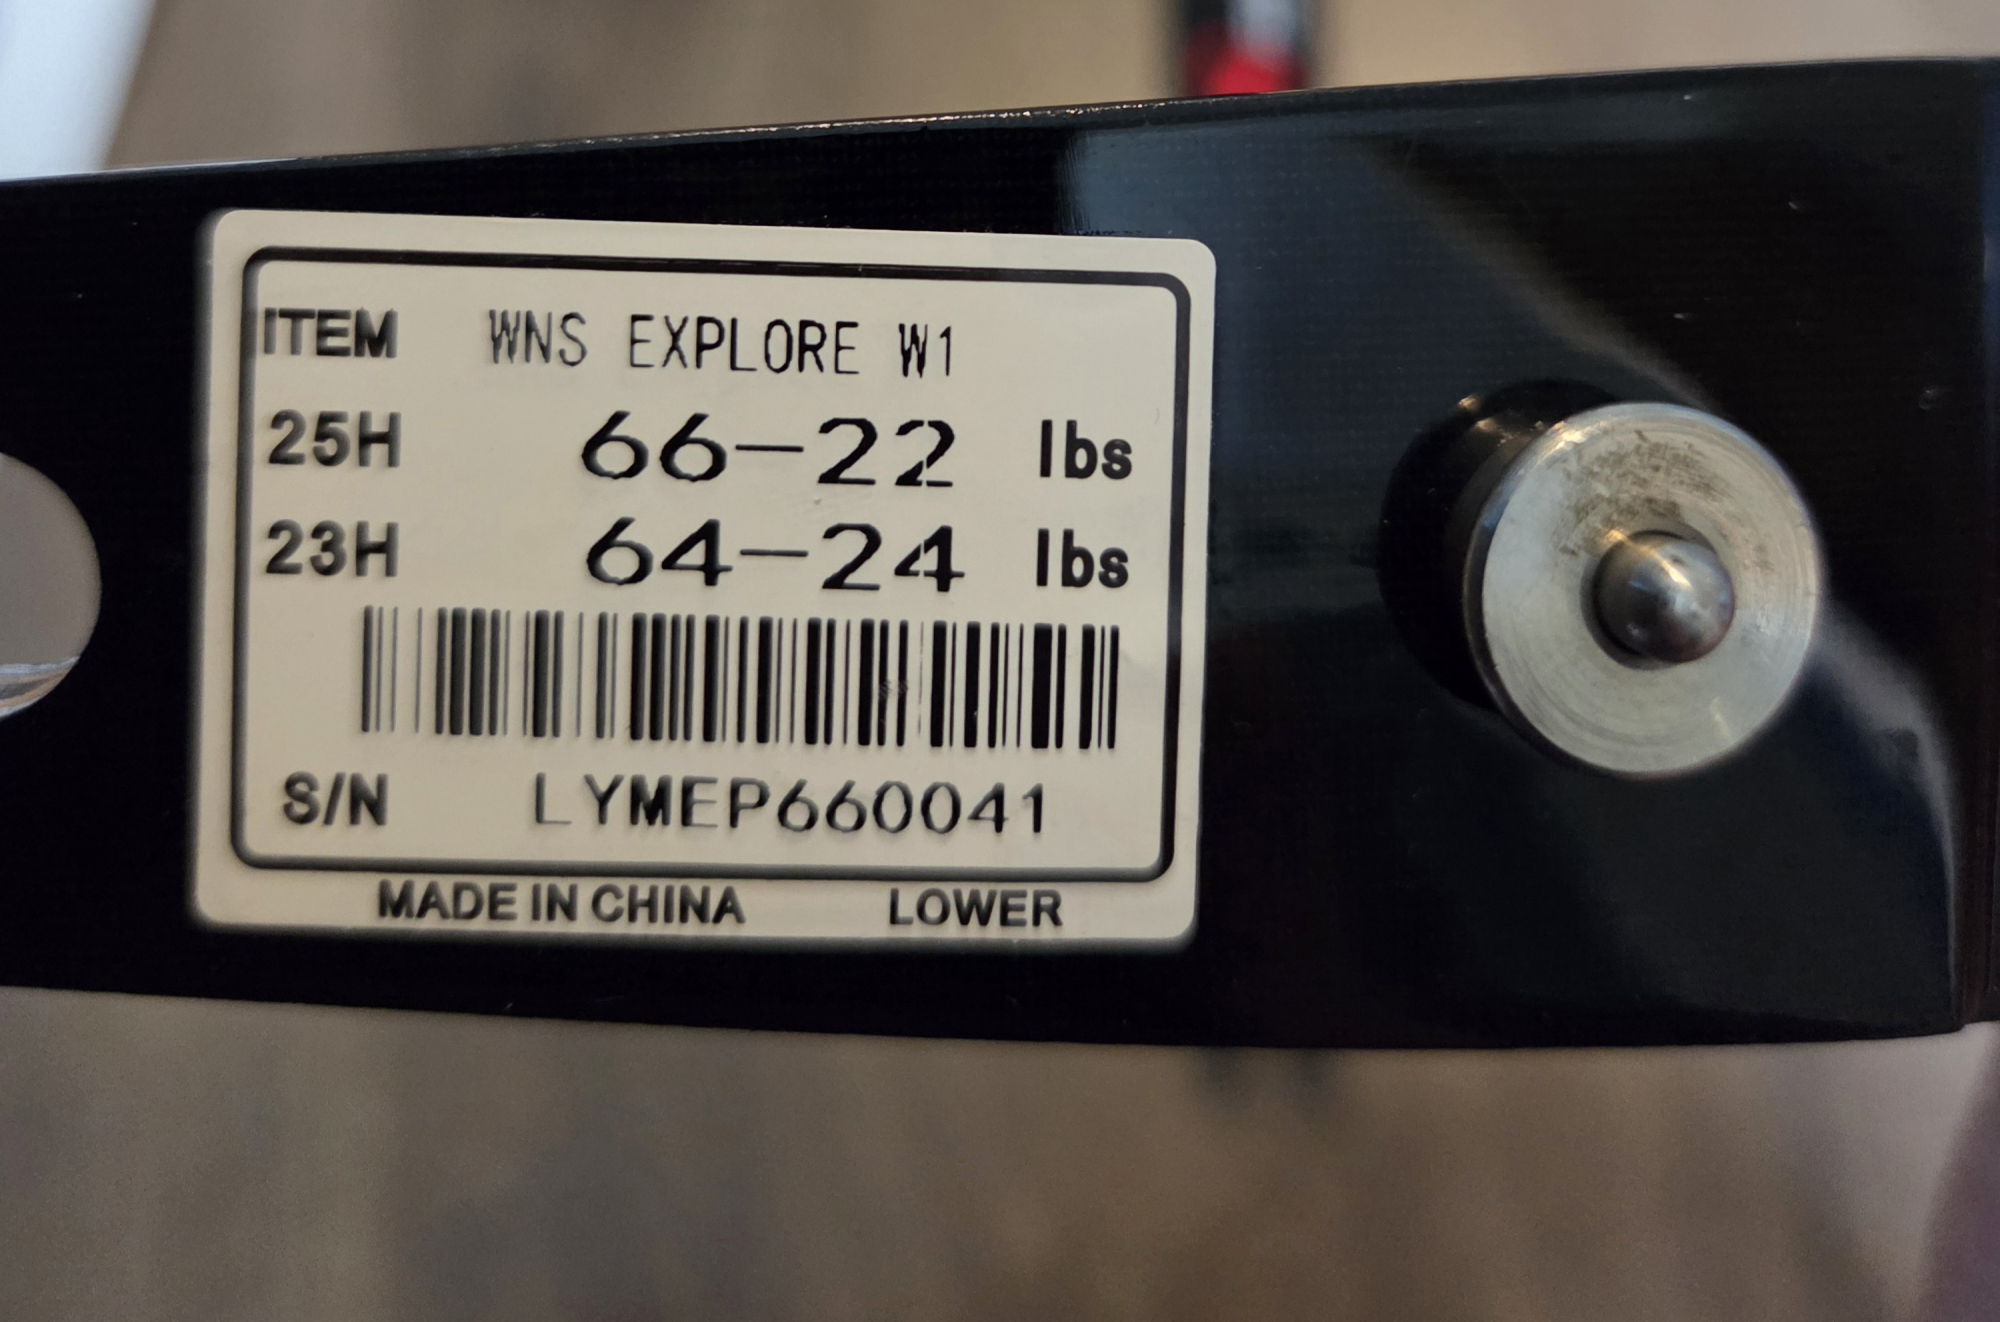 ITEM WNS EXPLORE W1
25H 66-22 lbs
23H 64-24 lbs
S/N LYMEP660041
MADE IN CHINA LOWER